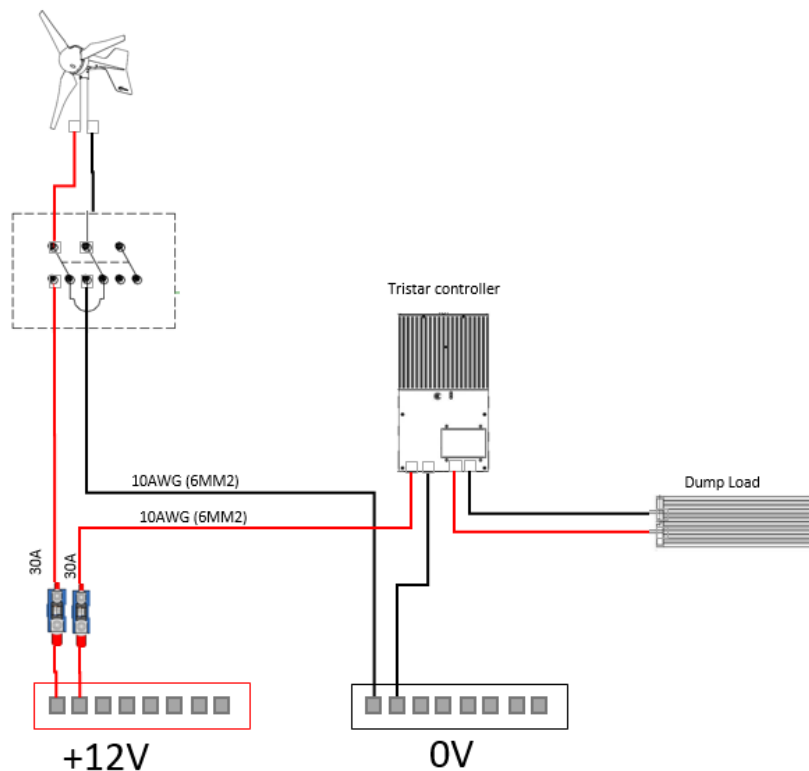 Tristar controller
10AWG (6MM2)
Dump Load
10AWG (6MM2)
30A
30A
+12V
0V